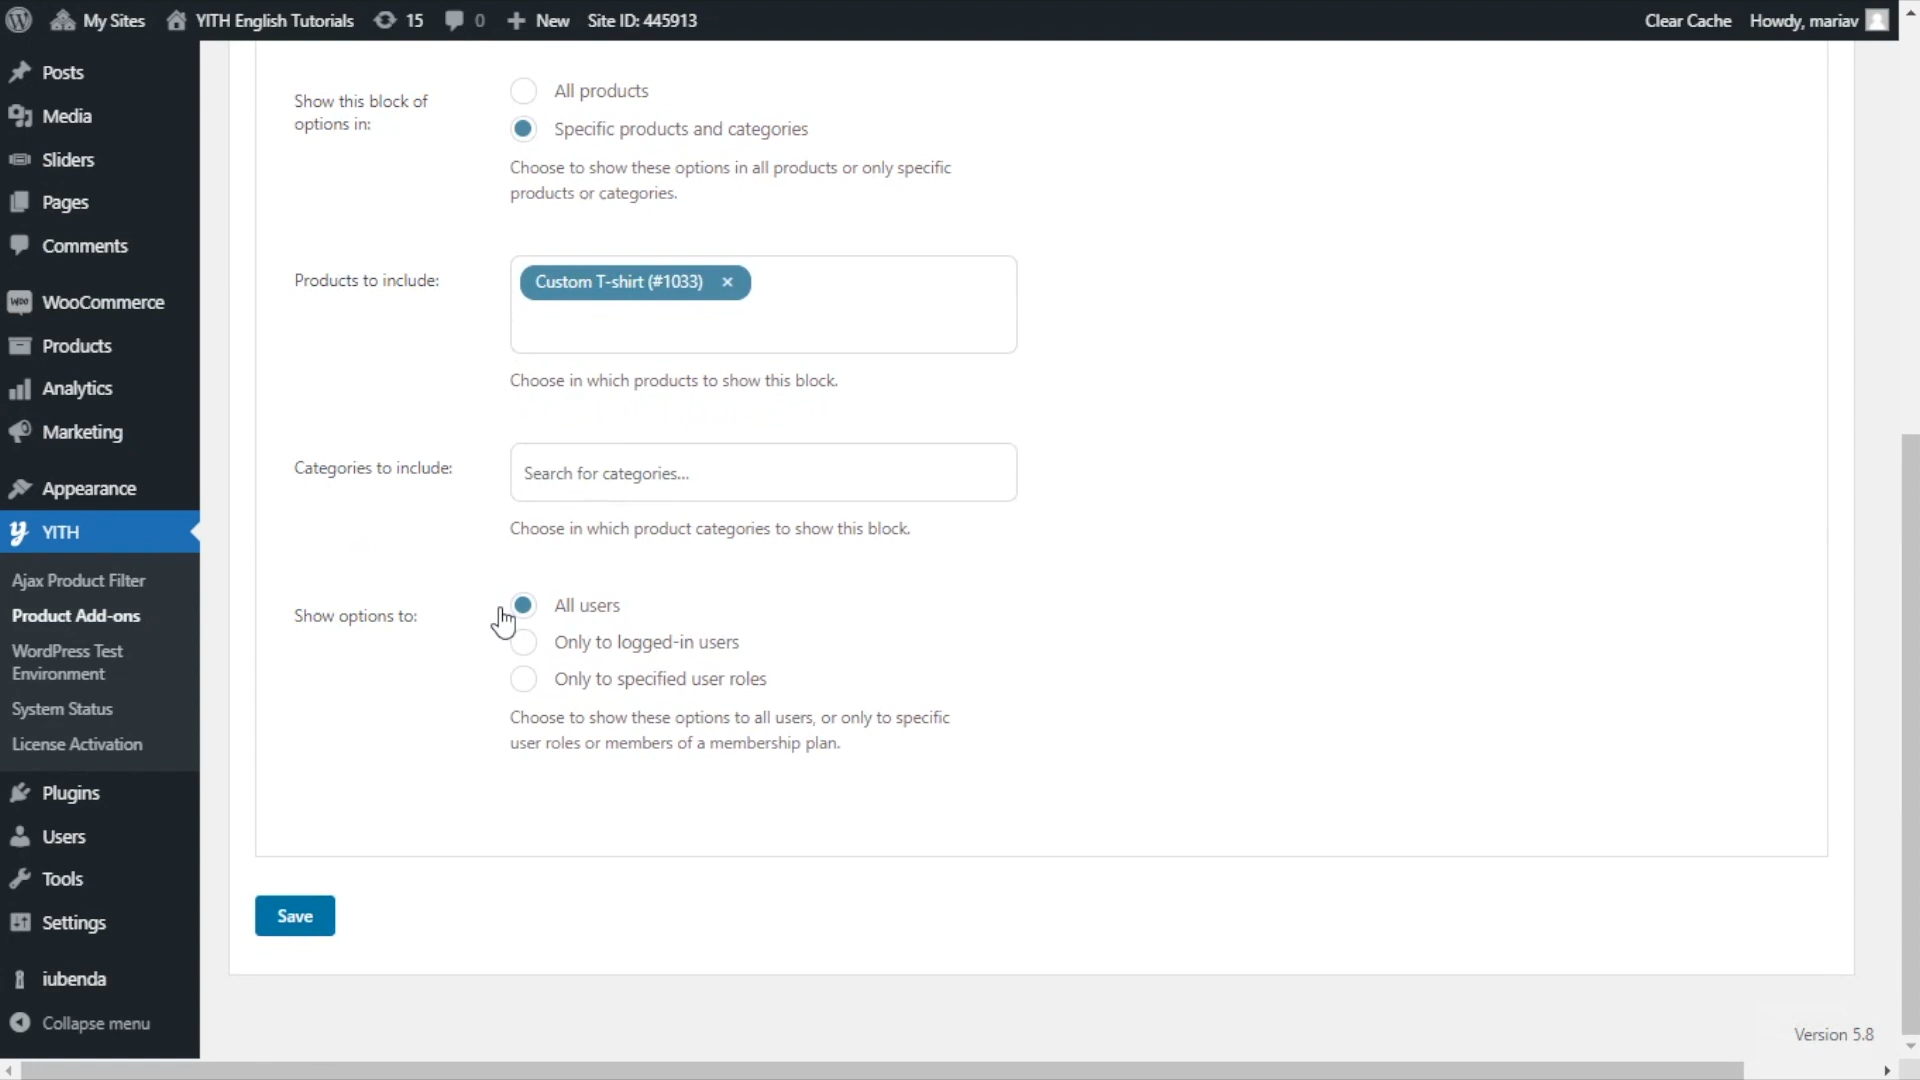 My Sites YITH English Tutorials 15 0 New Site ID: 445913 Clear Cache Howdy, mariav
Posts
Media
Sliders
Pages
Comments
WooCommerce
Products
Analytics
Marketing
Appearance
YITH
Ajax Product Filter
Product Add-ons
WordPress Test
Environment
System Status
License Activation
Plugins
Users
Tools
Settings
iubenda
Collapse menu
Show this block of
options in:
All products
Specific products and categories
Choose to show these options in all products or only specific
products or categories.
Products to include:
Custom T-shirt (#1033) ×
Choose in which products to show this block.
Categories to include:
Search for categories...
Choose in which product categories to show this block.
Show options to:
All users
Only to logged-in users
Only to specified user roles
Choose to show these options to all users, or only to specific
user roles or members of a membership plan.
Save
Version 5.8